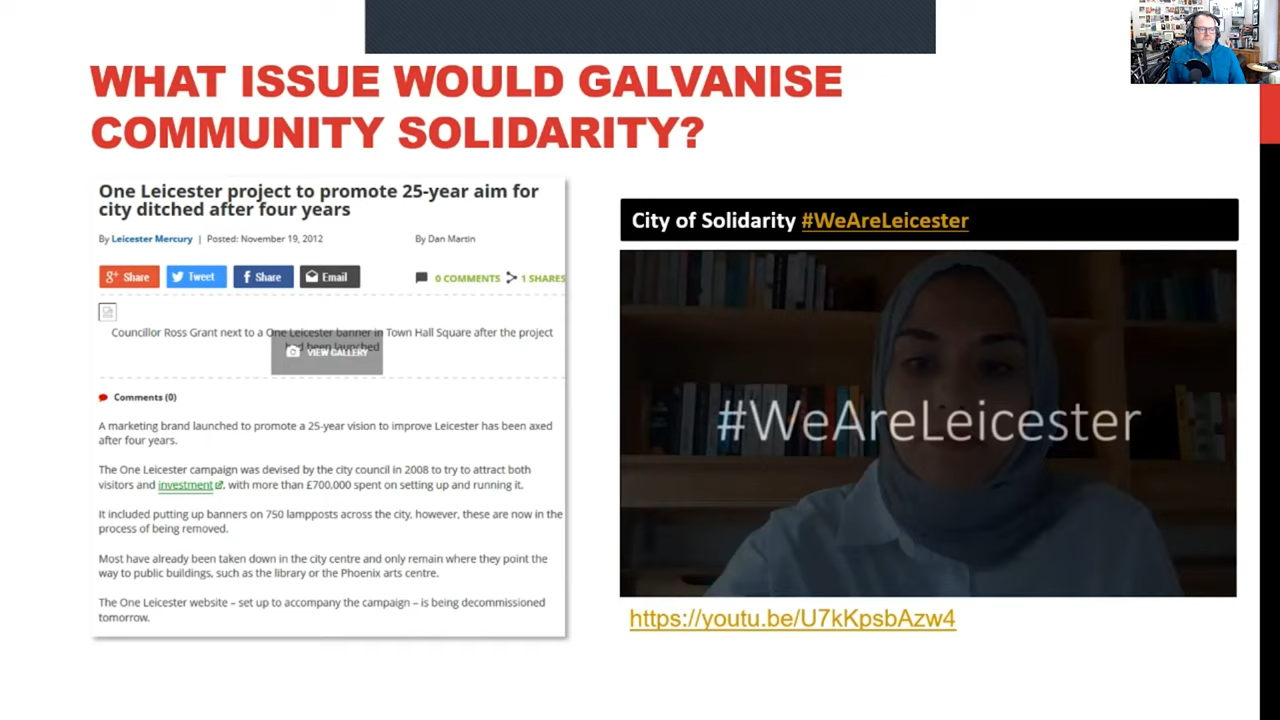 WHAT ISSUE WOULD GALVANISE
COMMUNITY SOLIDARITY?
One Leicester project to promote 25-year aim for
city ditched after four years
By Leicester Mercury | Posted: November 19, 2012
By Dan Martin
Share
Tweet
Share
Email
0 COMMENTS
1 SHARES
Councillor Ross Grant next to a One Leicester banner in Town Hall Square after the project
had been launched
VIEW GALLERY
Comments (0)
A marketing brand launched to promote a 25-year vision to improve Leicester has been axed
after four years.
The One Leicester campaign was devised by the city council in 2008 to try to attract both
visitors and investment, with more than £700,000 spent on setting up and running it.
It included putting up banners on 750 lampposts across the city, however, these are now in the
process of being removed.
Most have already been taken down in the city centre and only remain where they point the
way to public buildings, such as the library or the Phoenix arts centre.
The One Leicester website – set up to accompany the campaign – is being decommissioned
tomorrow.
City of Solidarity #WeAreLeicester
#WeAreLeicester
https://youtu.be/U7kKpsbAzw4